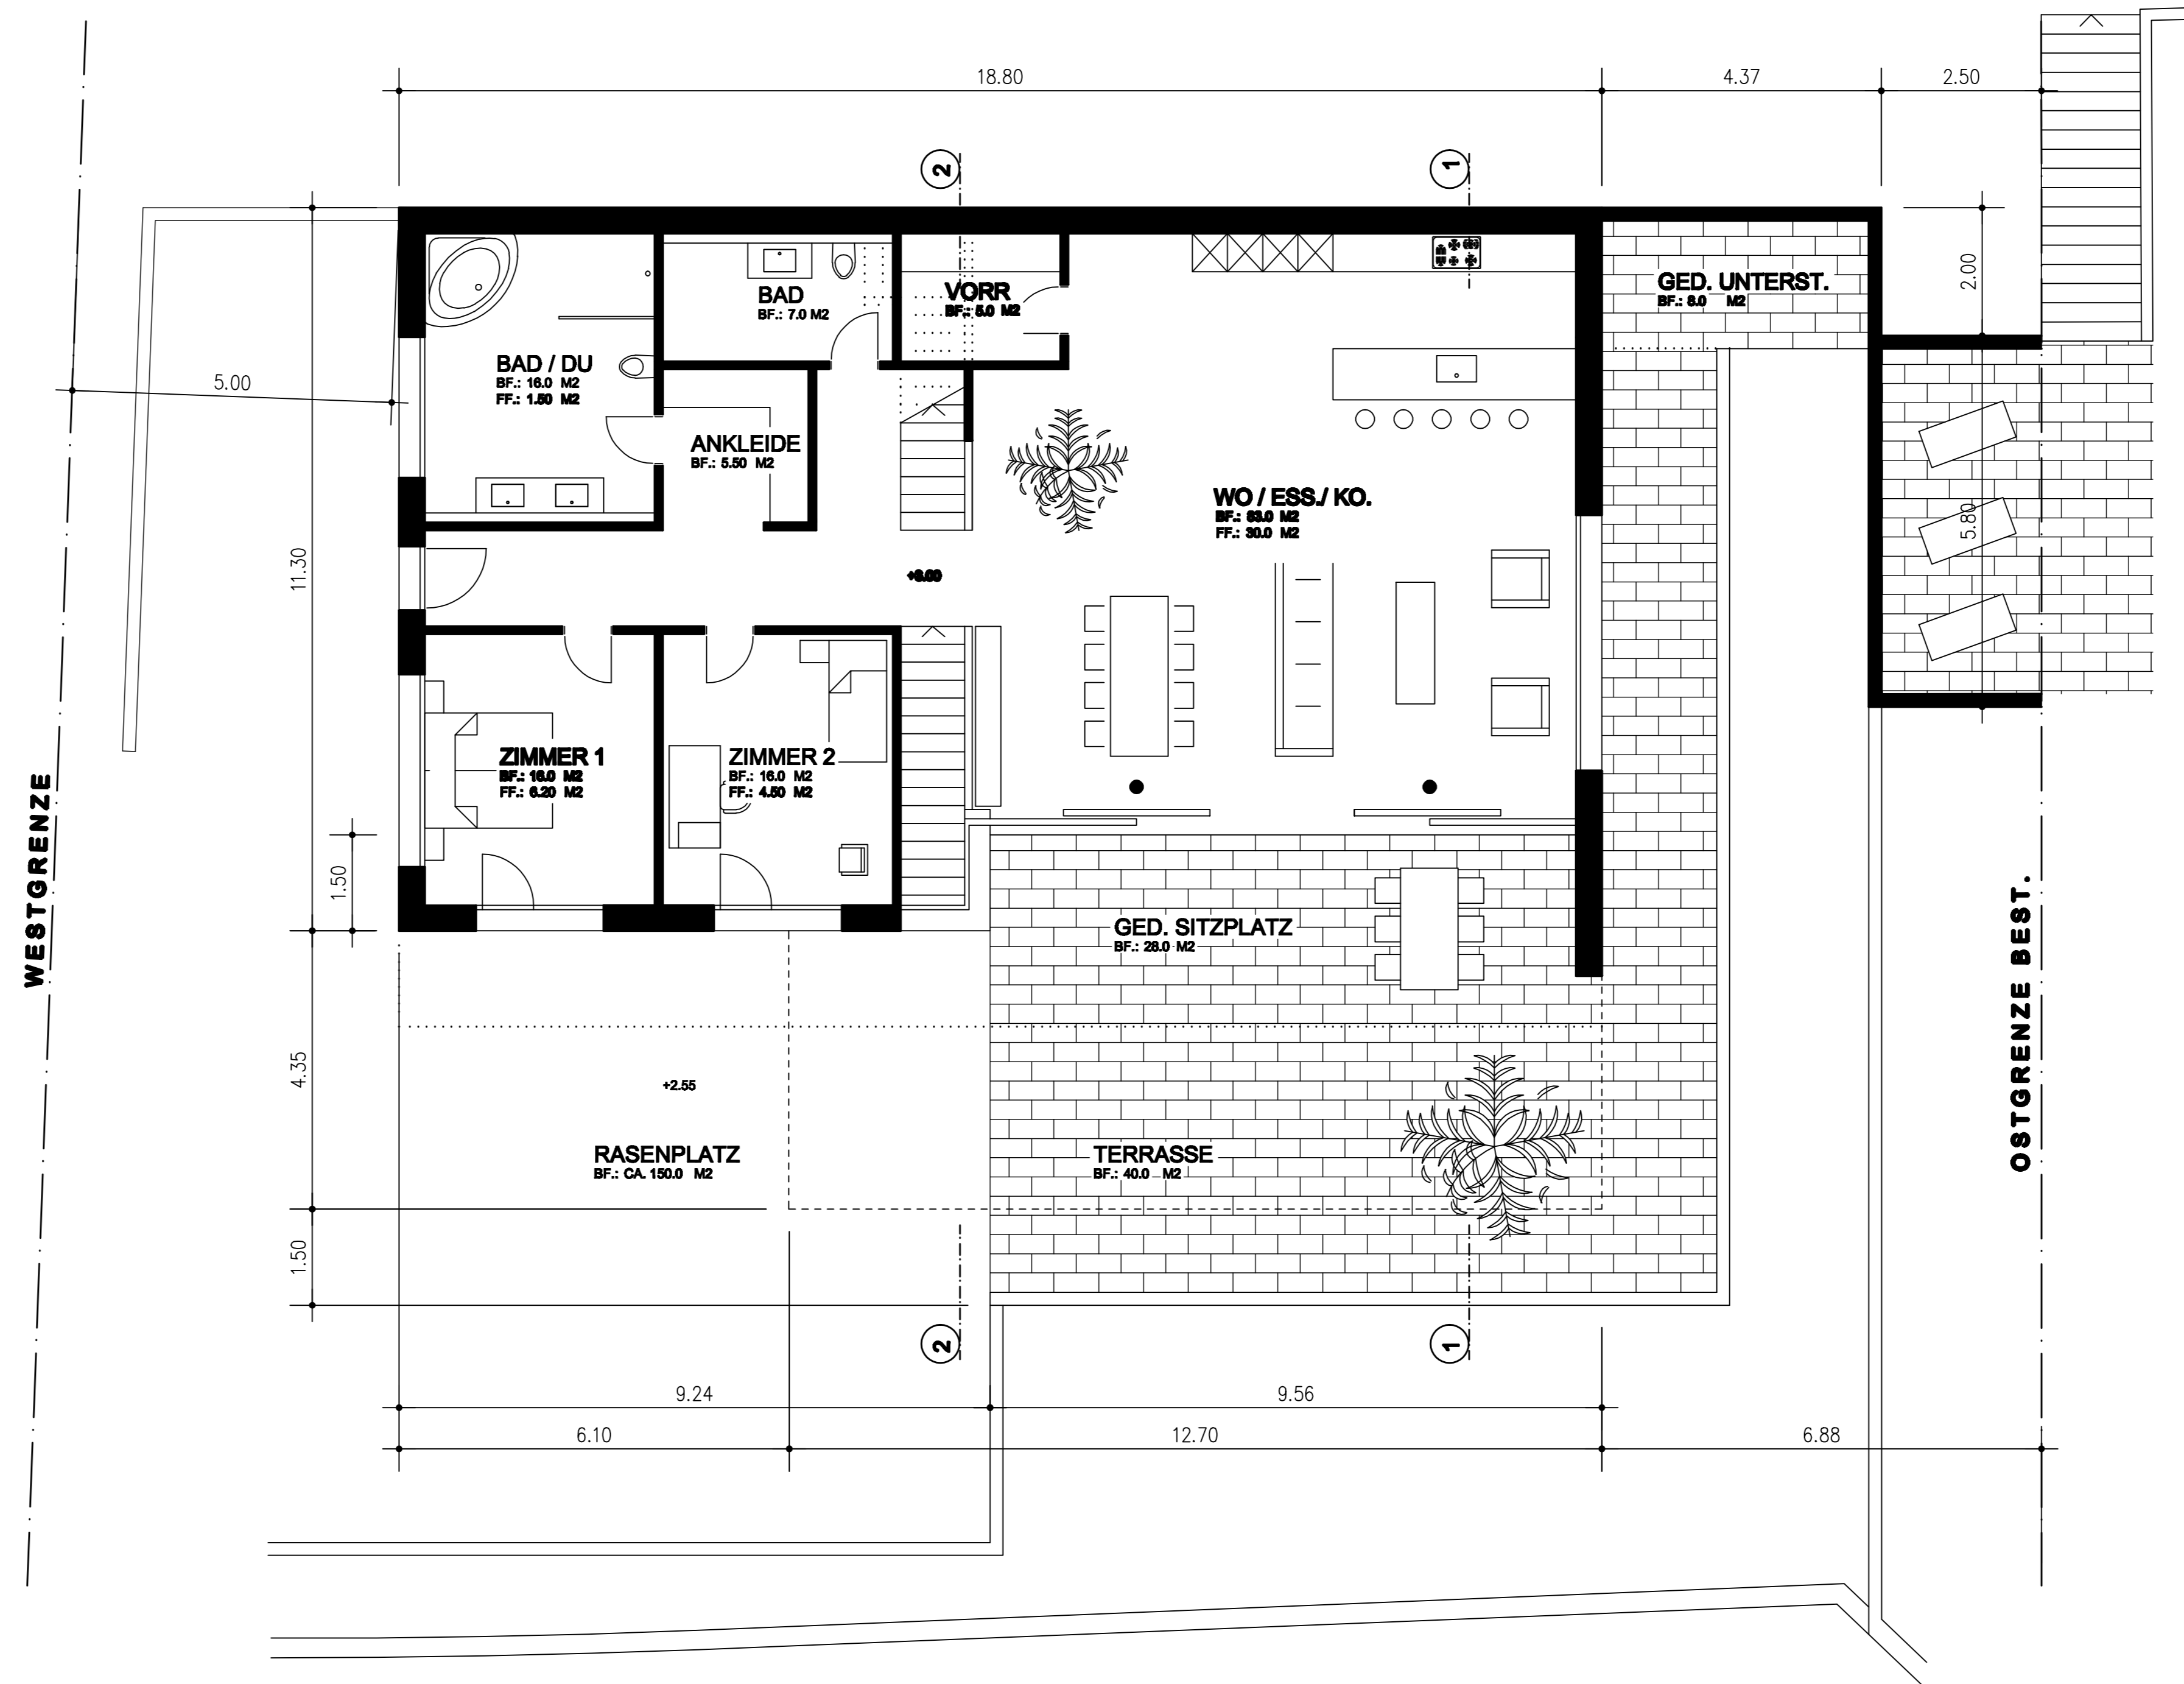 18.80
4.37
2.50
2
1
2.00
5.00
BAD
BF.: 7.0 M2
VORR
BF.: 5.0 M2
GED. UNTERST.
BF.: 8.0 M2
BAD / DU
BF.: 16.0 M2
FF.: 1.50 M2
ANKLEIDE
BF.: 5.50 M2
WO / ESS./ KO.
BF.: 83.0 M2
FF.: 30.0 M2
5.80
11.30
ZIMMER 1
BF.: 16.0 M2
FF.: 6.20 M2
ZIMMER 2
BF.: 16.0 M2
FF.: 4.50 M2
WESTGRENZE
1.50
GED. SITZPLATZ
BF.: 28.0 M2
OSTGRENZE BEST.
4.35
+2.55
RASENPLATZ
BF.: CA. 150.0 M2
TERRASSE
BF.: 40.0 M2
1.50
2
1
9.24
9.56
6.10
12.70
6.88